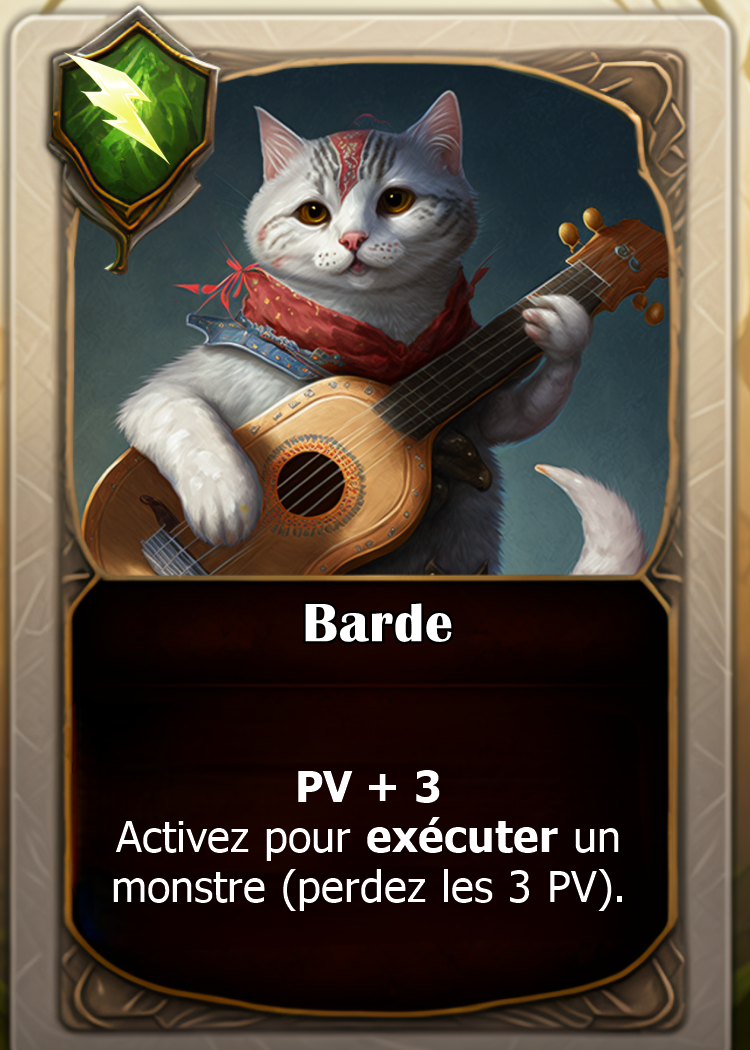 Barde
PV + 3
Activez pour exécuter un
monstre (perdez les 3 PV).